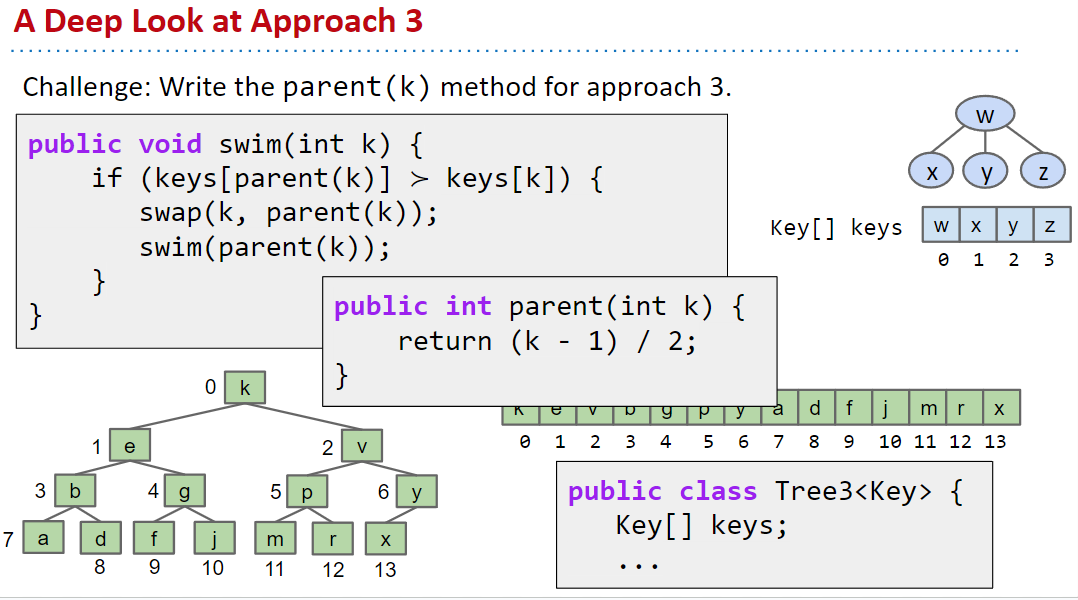 A Deep Look at Approach 3
Challenge: Write the parent(k) method for approach 3.
public void swim(int k) {
if (keys[parent(k)] ≻ keys[k]) {
swap(k, parent(k));
swim(parent(k));
}
}
w
x y z
Key[] keys w x y z
0 1 2 3
public int parent(int k) {
return (k - 1) / 2;
}
0 k
1 e 2 v
3 b 4 g 5 p 6 y
7 a d f j m r x
8 9 10 11 12 13
k e v b g p y a d f j m r x
0 1 2 3 4 5 6 7 8 9 10 11 12 13
public class Tree3<Key> {
Key[] keys;
...